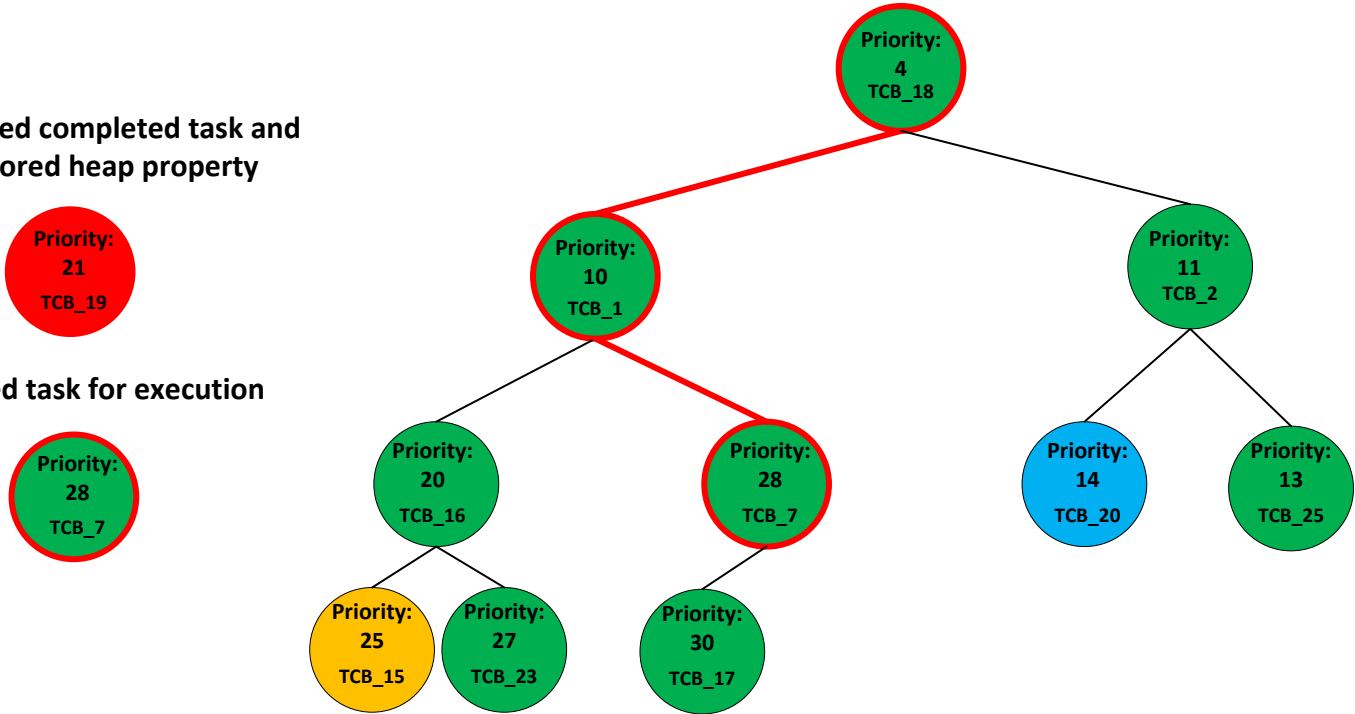 Priority:
4
TCB_18
ed completed task and
ored heap property
Priority:
21
TCB_19
Priority:
10
TCB_1
Priority:
11
TCB_2
ed task for execution
Priority:
28
TCB_7
Priority:
20
TCB_16
Priority:
28
TCB_7
Priority:
14
TCB_20
Priority:
13
TCB_25
Priority:
25
TCB_15
Priority:
27
TCB_23
Priority:
30
TCB_17